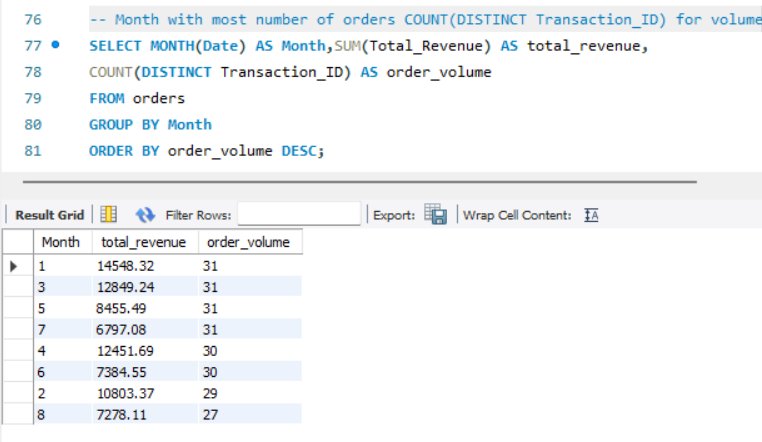 76 -- Month with most number of orders COUNT(DISTINCT Transaction_ID) for volume
77 SELECT MONTH(Date) AS Month,SUM(Total_Revenue) AS total_revenue,
78 COUNT(DISTINCT Transaction_ID) AS order_volume
79 FROM orders
80 GROUP BY Month
81 ORDER BY order_volume DESC;
Result Grid Filter Rows: Export: Wrap Cell Content: IA
Month total_revenue order_volume
1 14548.32 31
3 12849.24 31
5 8455.49 31
7 6797.08 31
4 12451.69 30
6 7384.55 30
2 10803.37 29
8 7278.11 27